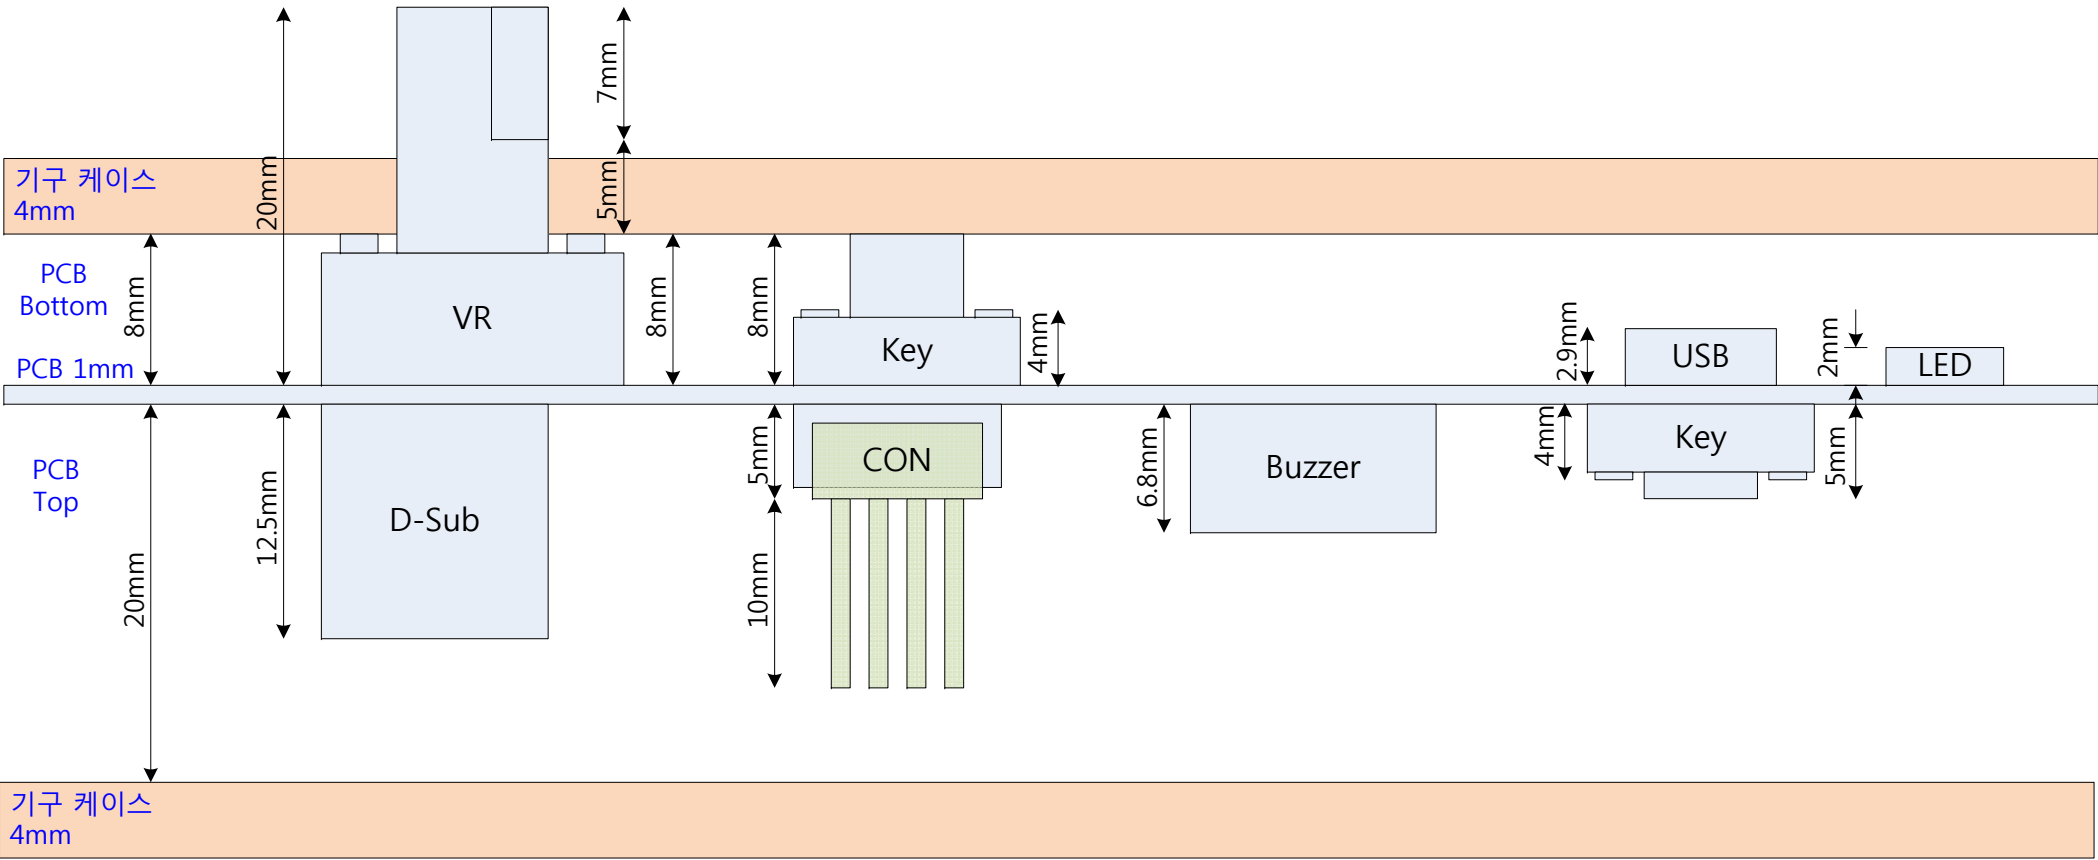 7mm
20mm
5mm
기구 케이스
4mm
PCB
Bottom
8mm
VR
8mm
8mm
Key
4mm
2.9mm
USB
2mm
LED
PCB 1mm
PCB
Top
20mm
12.5mm
D-Sub
5mm
CON
10mm
6.8mm
Buzzer
4mm
Key
5mm
기구 케이스
4mm